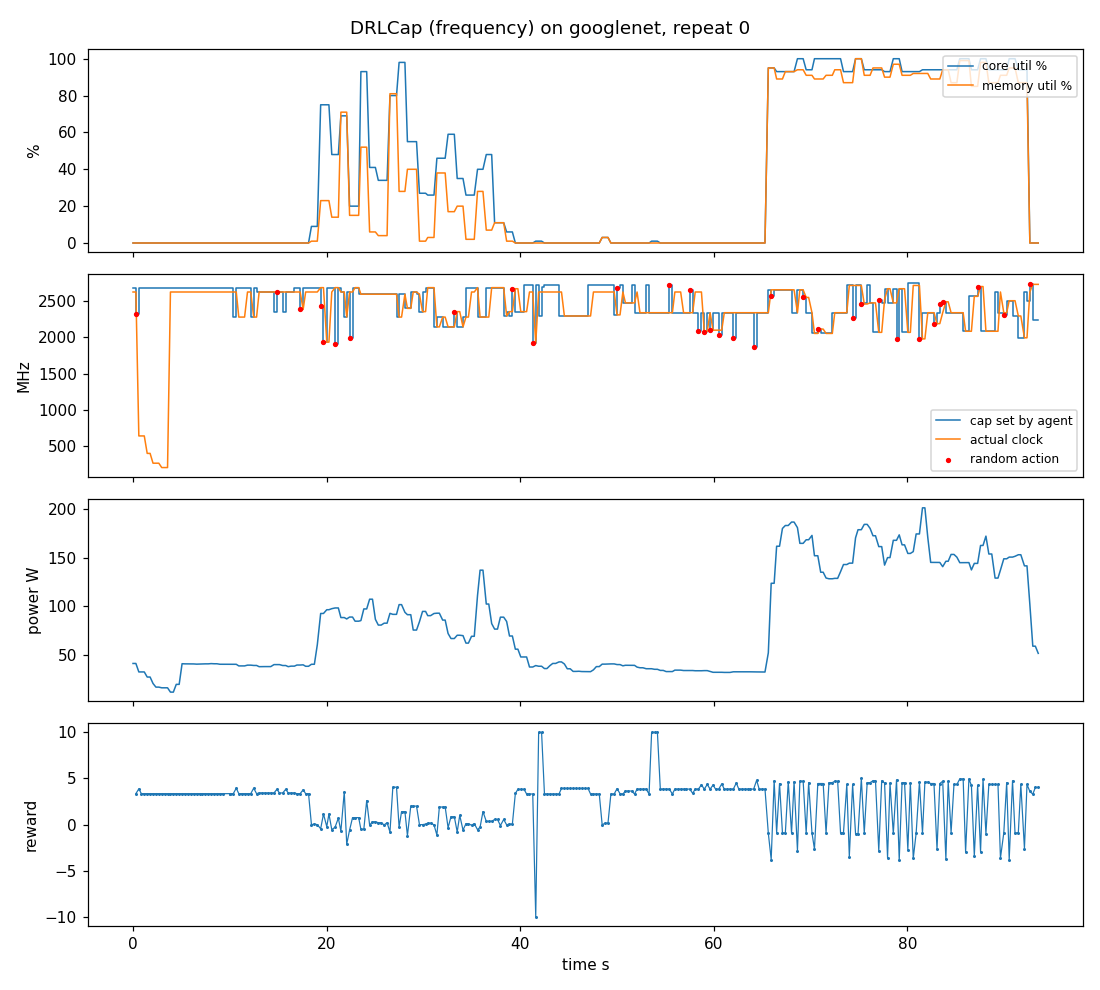 DRLCap (frequency) on googlenet, repeat 0
100
80
60
40
20
0
%
core util %
memory util %
2500
2000
1500
1000
500
MHz
cap set by agent
actual clock
random action
200
150
100
50
power W
10
5
0
−5
−10
reward
0
20
40
60
80
time s